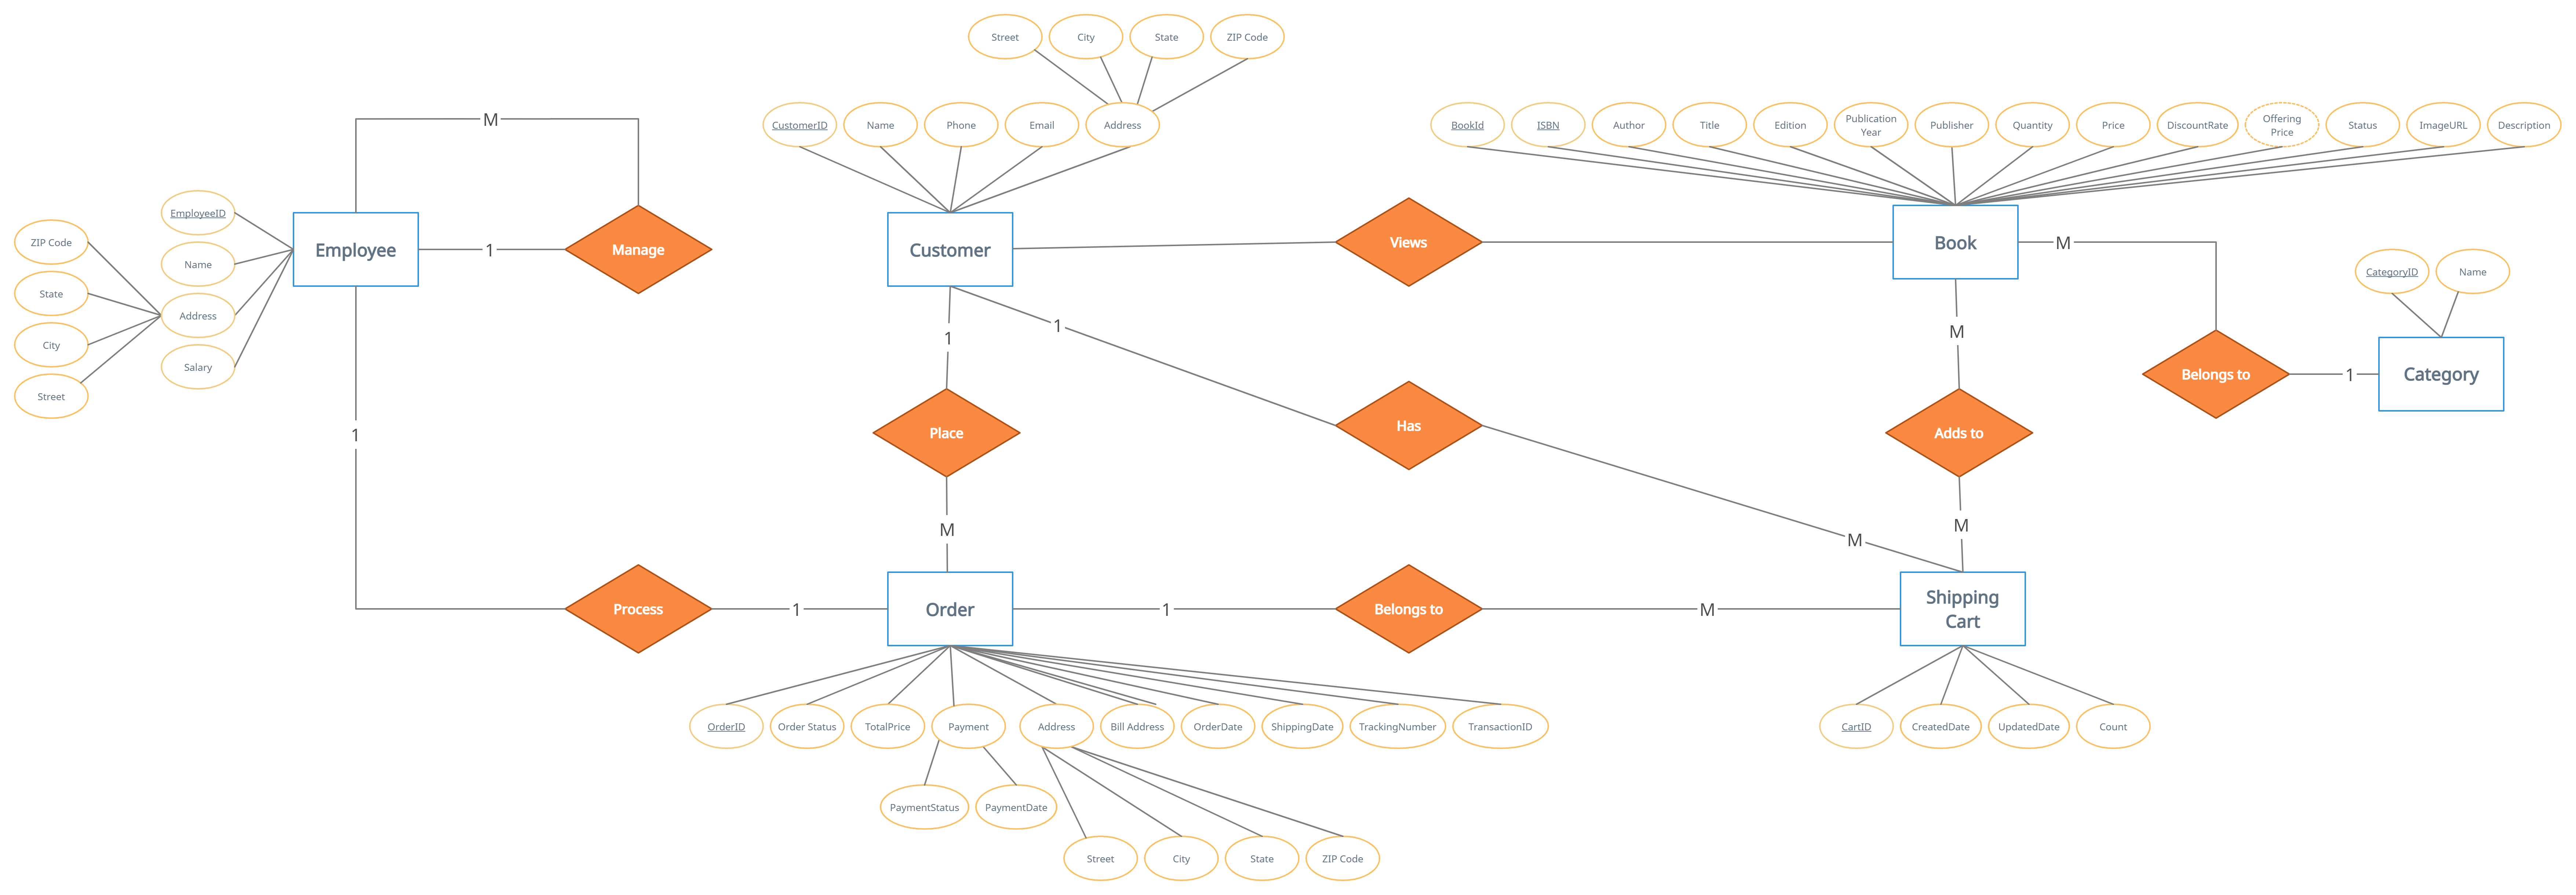 Street
City
State
ZIP Code
CustomerID
Name
Phone
Email
Address
BookId
ISBN
Author
Title
Edition
Publication
Year
Publisher
Quantity
Price
DiscountRate
Offering
Price
Status
ImageURL
Description
M
EmployeeID
Name
Address
Salary
ZIP Code
State
City
Street
Employee
1
Manage
Customer
Views
Book
M
CategoryID
Name
1
1
M
Belongs to
1
Category
1
Place
Has
Adds to
M
M
M
Process
1
Order
1
Belongs to
M
Shipping
Cart
OrderID
Order Status
TotalPrice
Payment
Address
Bill Address
OrderDate
ShippingDate
TrackingNumber
TransactionID
CartID
CreatedDate
UpdatedDate
Count
PaymentStatus
PaymentDate
Street
City
State
ZIP Code